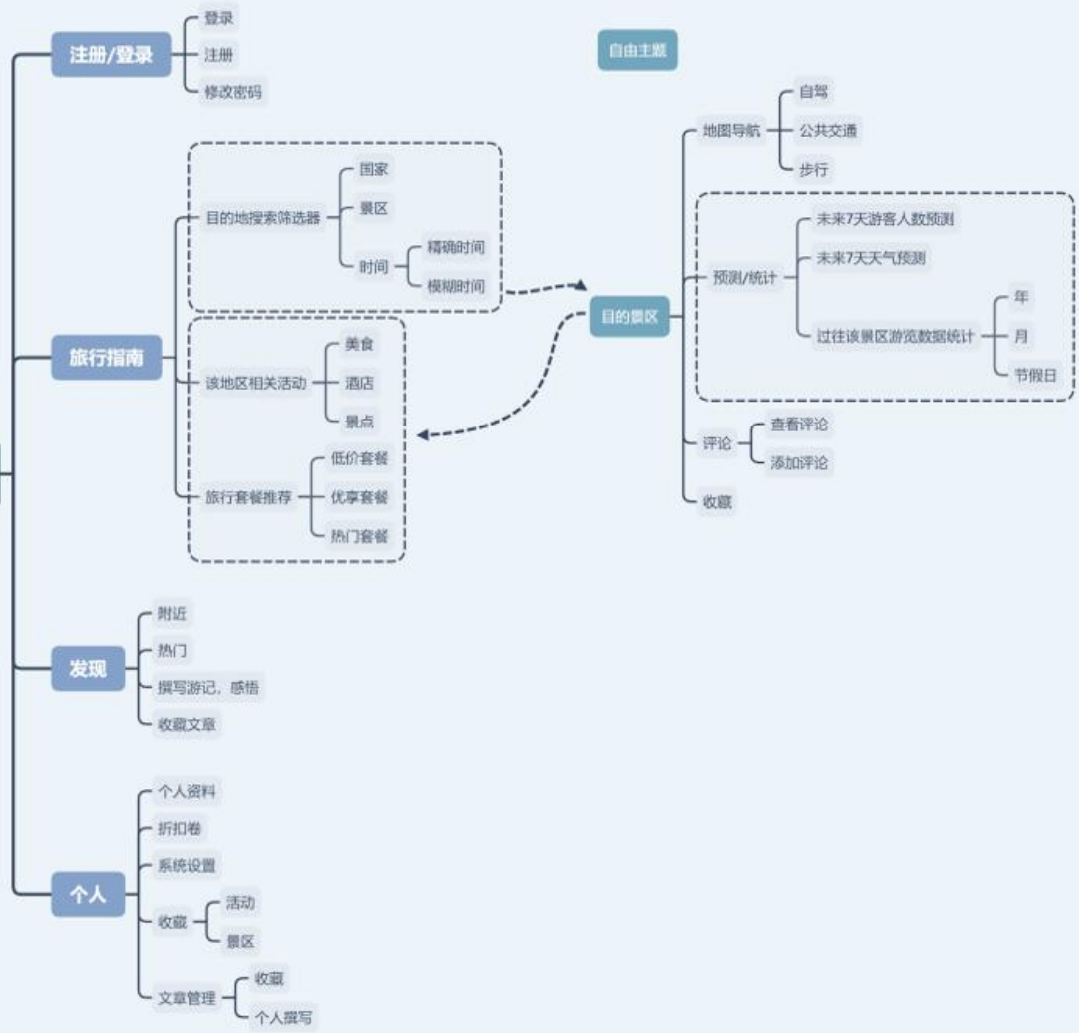 注册/登录
登录
注册
修改密码
旅行指南
目的地搜索筛选器
国家
景区
时间
精确时间
模糊时间
该地区相关活动
美食
酒店
景点
旅行套餐推荐
低价套餐
优享套餐
热门套餐
发现
附近
热门
撰写游记，感悟
收藏文章
个人
个人资料
折扣卷
系统设置
收藏
活动
景区
文章管理
收藏
个人撰写
自由主题
目的景区
地图导航
自驾
公共交通
步行
预测/统计
未来7天游客人数预测
未来7天天气预测
过往该景区游览数据统计
年
月
节假日
评论
查看评论
添加评论
收藏